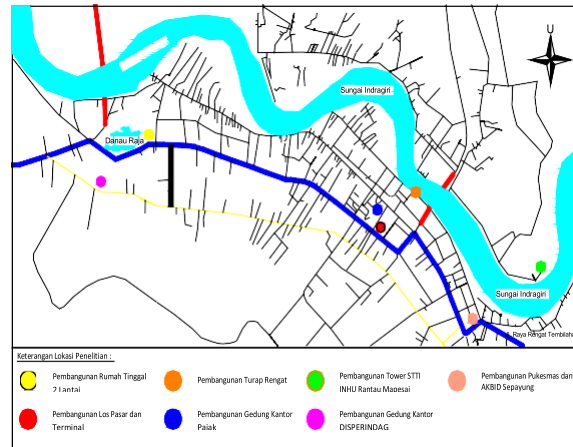 U
Sungai Indragiri
Danau Raja
Sungai Indragiri
Raya Rengat Tembilahan
Keterangan Lokasi Penelitian :
Pembangunan Rumah Tinggal
2 Lantai
Pembangunan Turap Rengat
Pembangunan Tower STTI
INHU Rantau Mapesai
Pembangunan Pukesmas dan
AKBID Sepayung
Pembangunan Los Pasar dan
Terminal
Pembangunan Gedung Kantor
Pajak
Pembangunan Gedung Kantor
DISPERINDAG